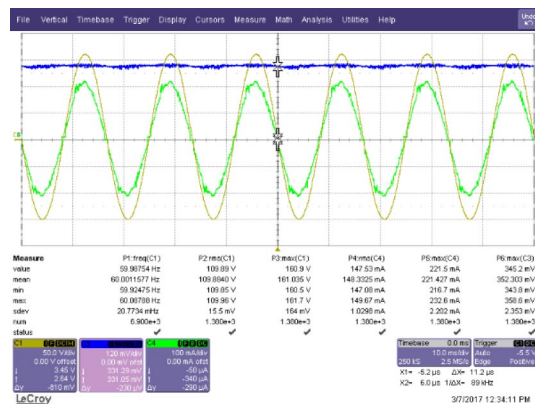 File Vertical Timebase Trigger Display Cursors Measure Math Analysis Utilities Help Undo
Measure P1:freq(C1) P2:rms(C1) P3:max(C1) P4:rms(C4) P5:max(C4) P6:max(C3)
value 59.98754 Hz 109.89 V 160.9 V 147.53 mA 221.5 mA 345.2 mV
mean 60.0011577 Hz 109.8840 V 161.035 V 148.3325 mA 221.427 mA 352.303 mV
min 59.92475 Hz 109.85 V 160.5 V 147.08 mA 216.7 mA 343.8 mV
max 60.08788 Hz 109.96 V 161.7 V 149.67 mA 232.6 mA 358.6 mV
sdev 20.7734 mHz 15.5 mV 164 mV 1.0298 mA 2.202 mA 2.353 mV
num 6.900e+3 1.380e+3 1.380e+3 1.380e+3 1.380e+3 1.380e+3
status
C1
C4
50.0 V/div 120 mV/div 100 mA/div
0.00 V offset 0.00 mV ofst 0.00 mA ofst
3.45 V 331.29 mV -50 µA
2.64 V 331.05 mV -340 µA
Δy -810 mV Δy -230 µV Δy -290 µA
Timebase 0.0 ms Trigger
10.0 ms/div Auto -5.5 V
250 kS 2.5 MS/s Edge Positive
X1= -5.2 µs ΔX= 11.2 µs
X2= 6.0 µs 1/ΔX= 89 kHz
LeCroy
3/7/2017 12:34:11 PM